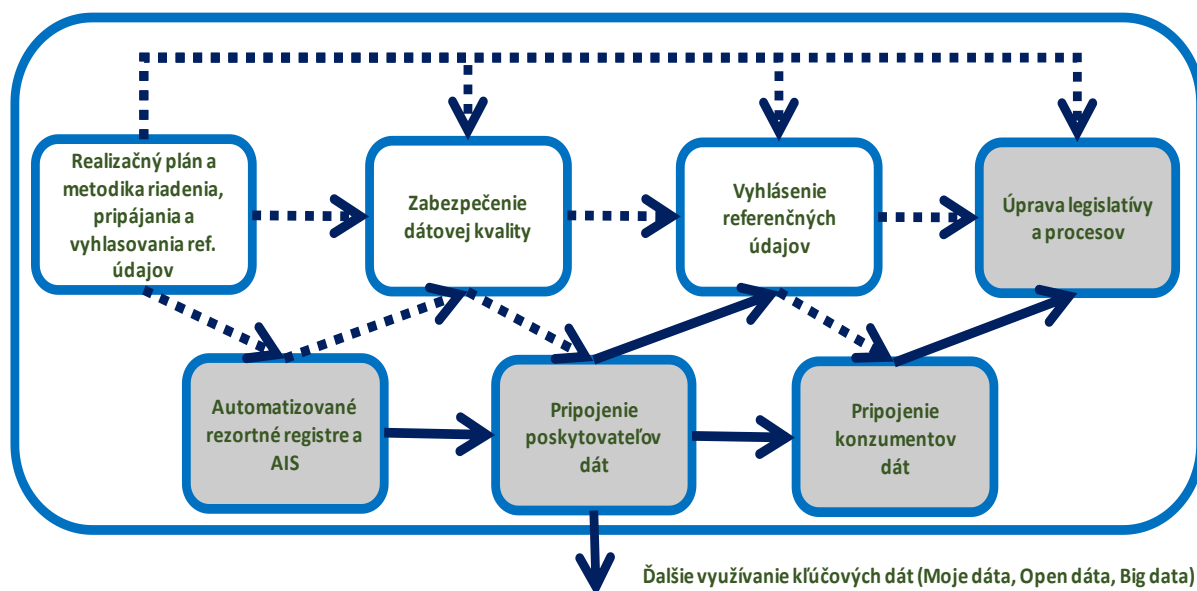 Realizačný plán a
metodika riadenia,
pripájania a
vyhlasovania ref.
údajov
Zabezpečenie
dátovej kvality
Vyhlásenie
referenčných
údajov
Úprava legislatívy
a procesov
Automatizované
rezortné registre a
AIS
Pripojenie
poskytovateľov
dát
Pripojenie
konzumentov
dát
Ďalšie využívanie kľúčových dát (Moje dáta, Open dáta, Big data)